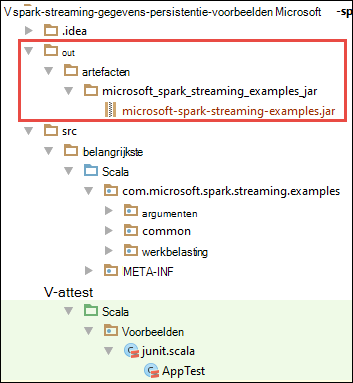 V spark-streaming-gegevens-persistentie-voorbeelden Microsoft -sp
.idea
out
artefacten
microsoft_spark_streaming_examples_jar
microsoft-spark-streaming-examples.jar
src
belangrijkste
Scala
com.microsoft.spark.streaming.examples
argumenten
common
werkbelasting
META-INF
V-attest
Scala
Voorbeelden
junit.scala
AppTest